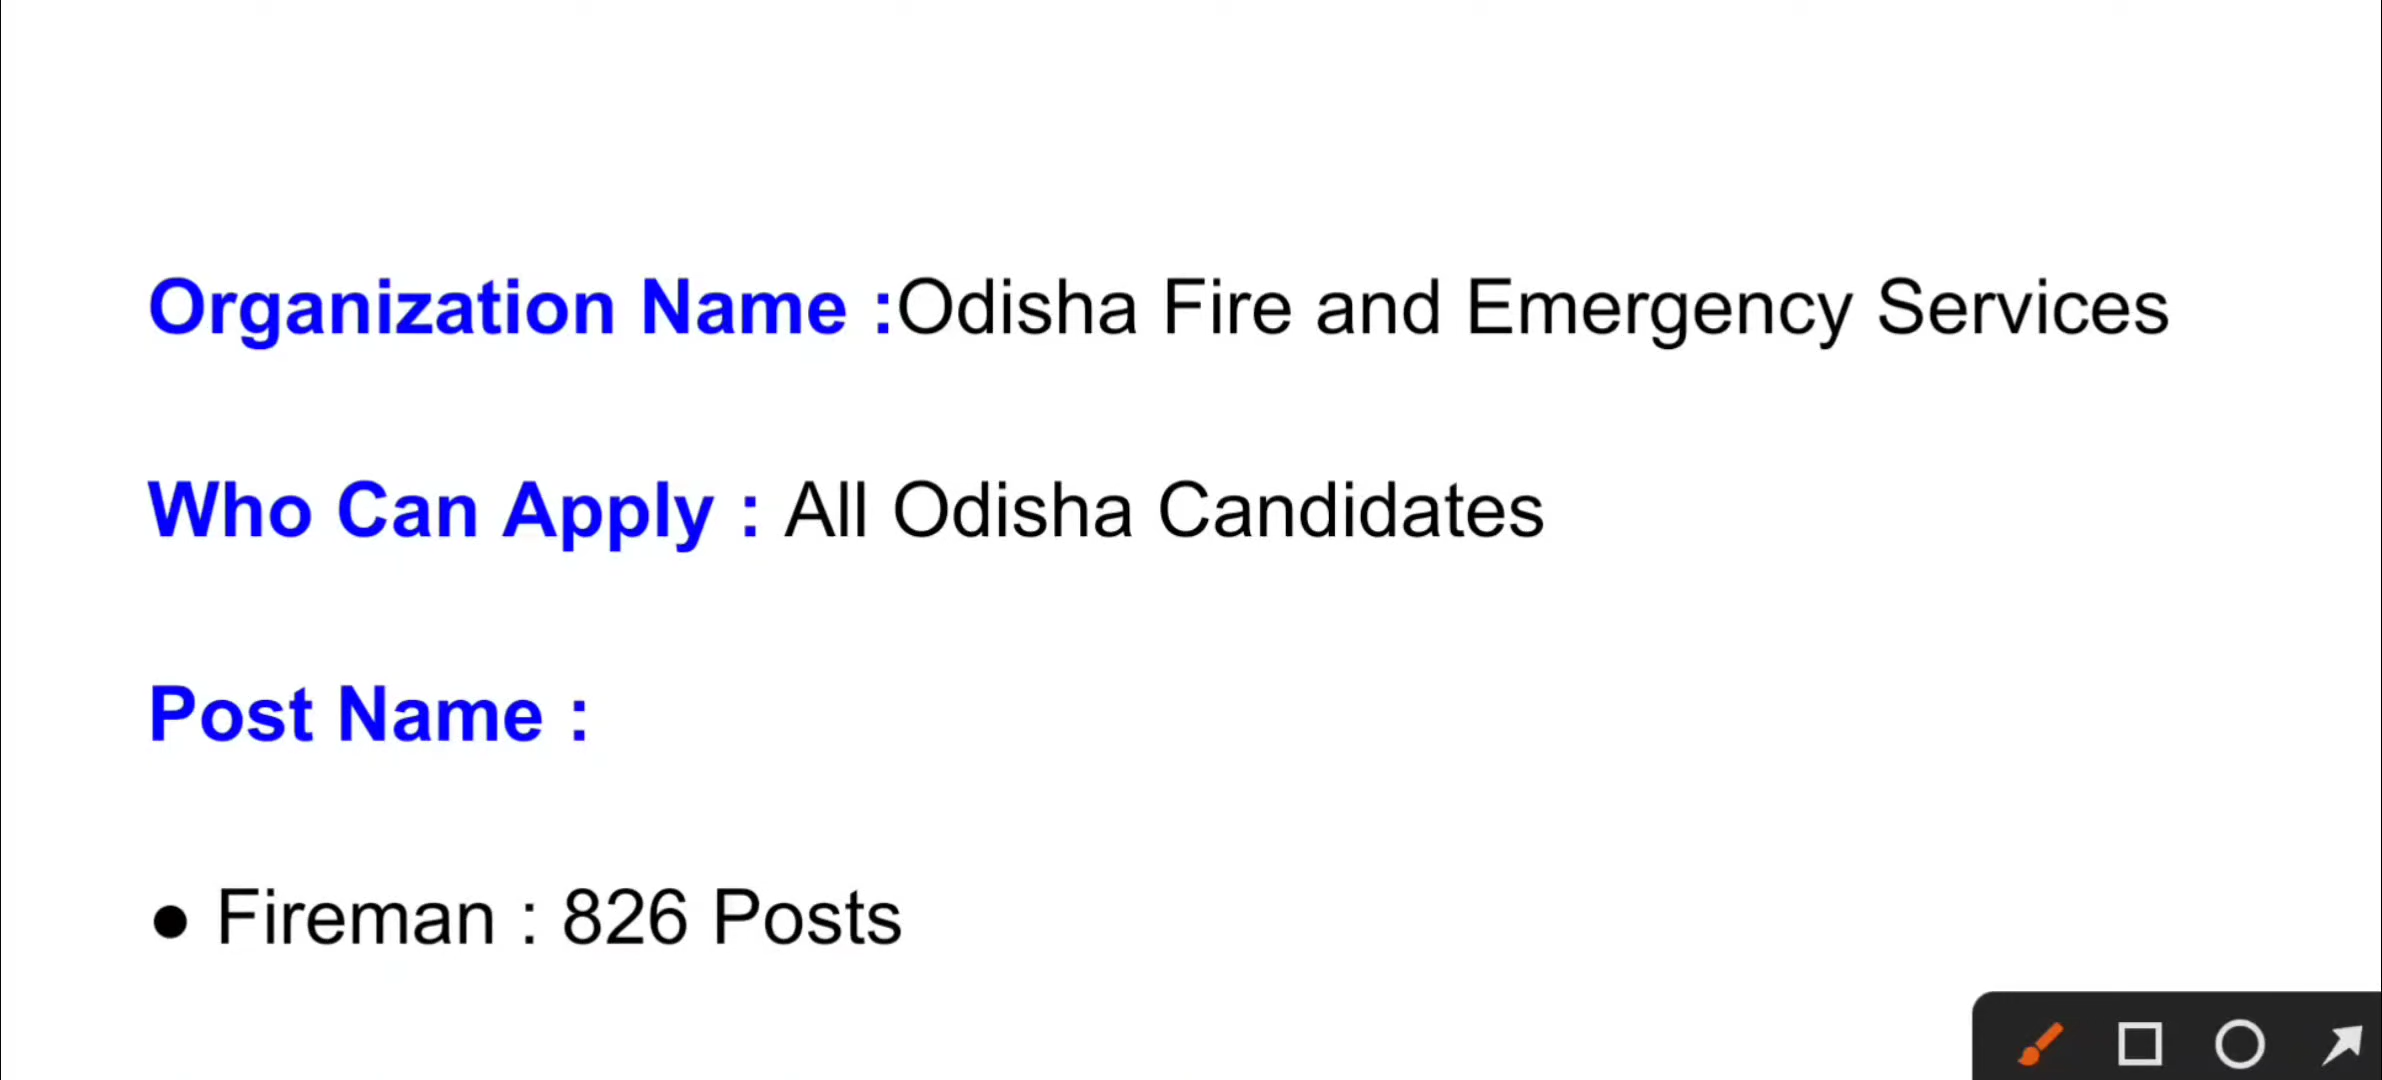 Organization Name :Odisha Fire and Emergency Services
Who Can Apply : All Odisha Candidates
Post Name :
● Fireman : 826 Posts